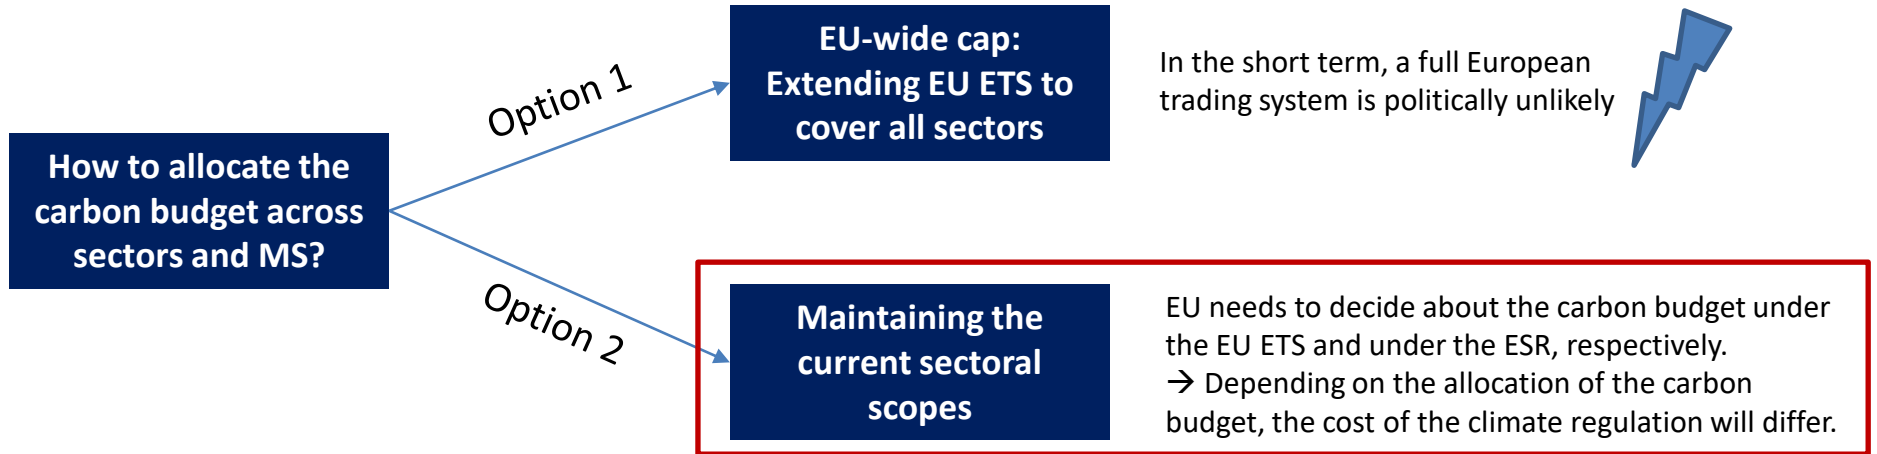 How to allocate the
carbon budget across
sectors and MS?
Option 1
EU-wide cap:
Extending EU ETS to
cover all sectors
In the short term, a full European
trading system is politically unlikely
Option 2
Maintaining the
current sectoral
scopes
EU needs to decide about the carbon budget under
the EU ETS and under the ESR, respectively.
→ Depending on the allocation of the carbon
budget, the cost of the climate regulation will differ.